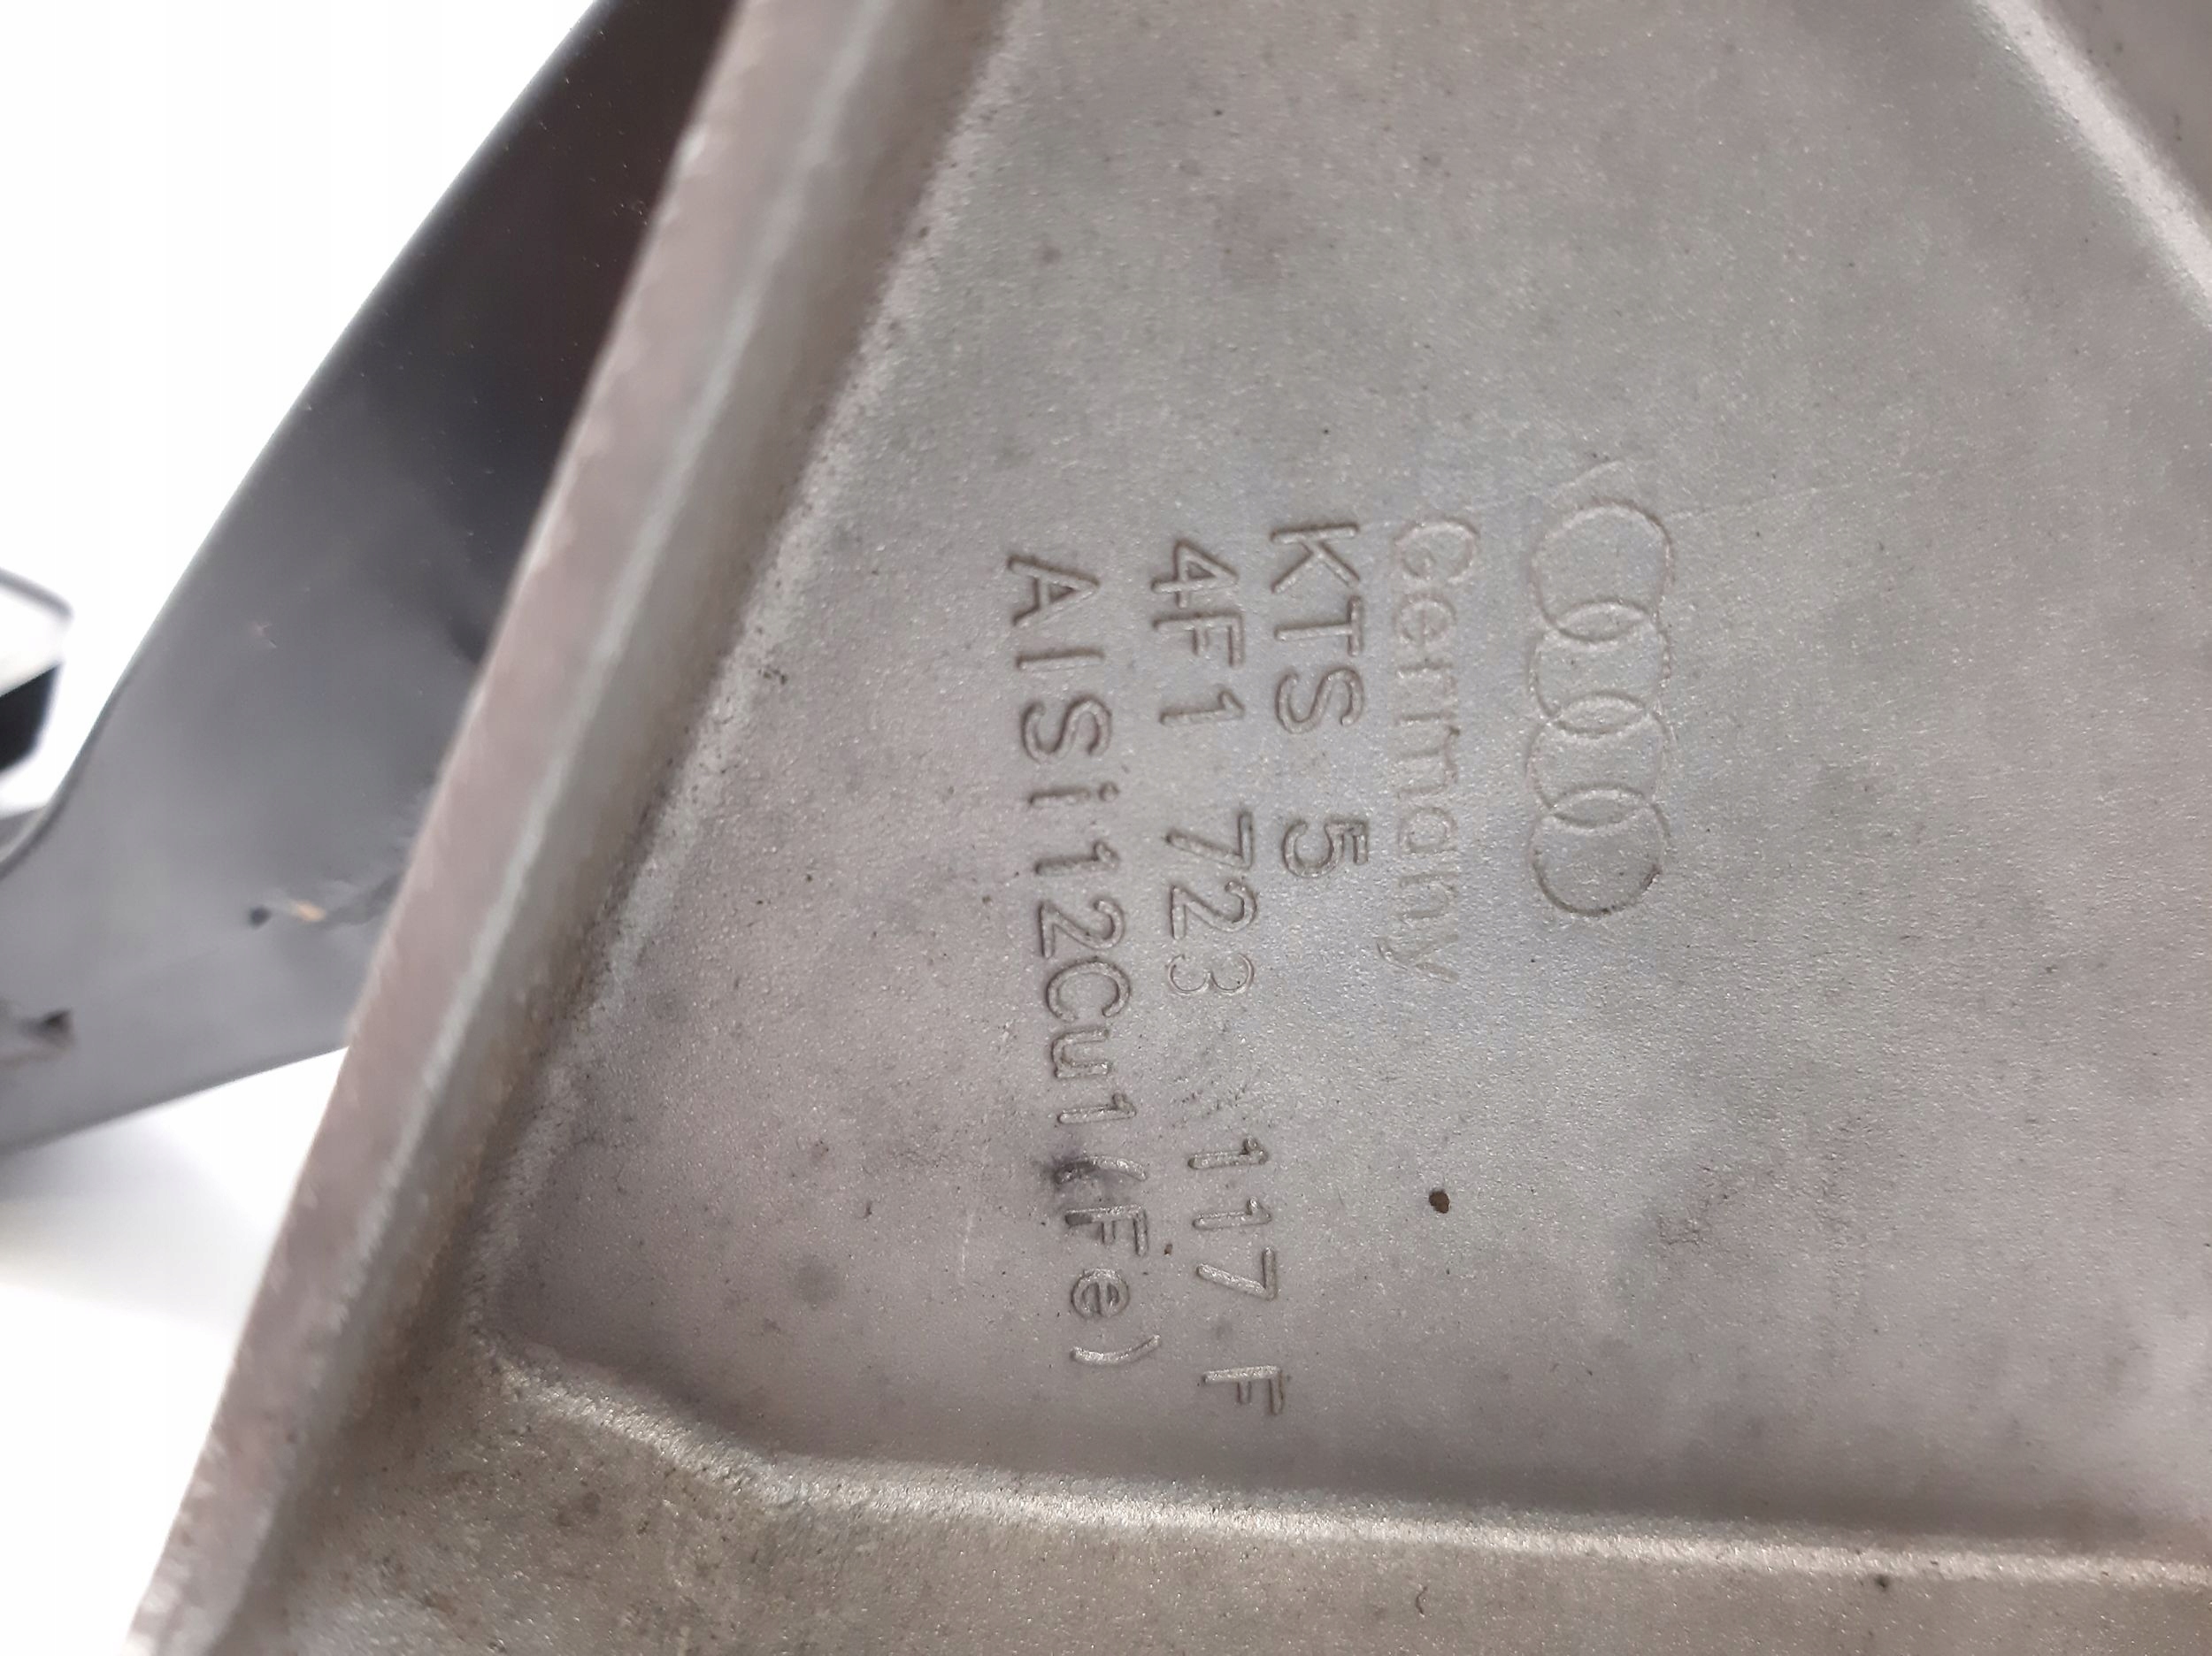 Germany
KTS 5
4F1 723 117 F
AlSi12Cu1(Fe)